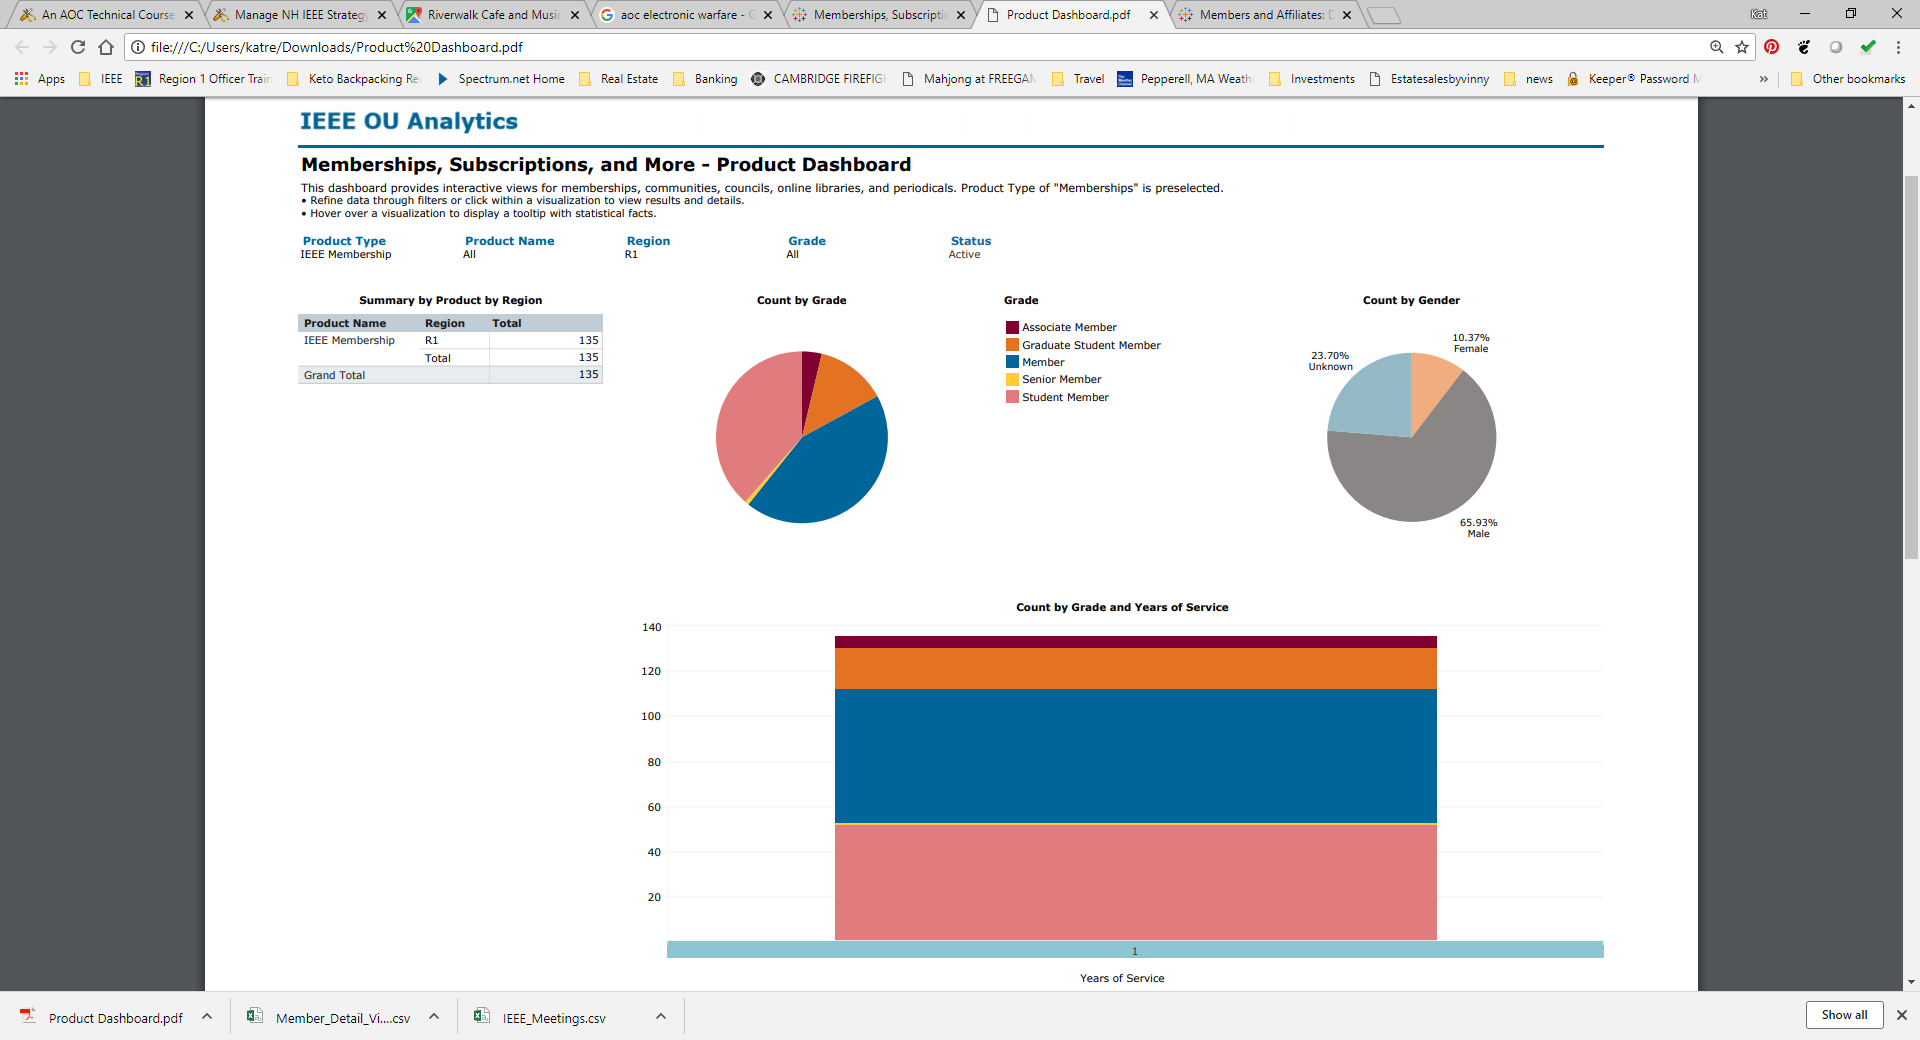 An AOC Technical Course
Manage NH IEEE Strategy
Riverwalk Cafe and Music
aoc electronic warfare - G
Memberships, Subscriptio
Product Dashboard.pdf
Members and Affiliates: D
Kat
file:///C:/Users/katre/Downloads/Product%20Dashboard.pdf
Apps
IEEE
Region 1 Officer Train
Keto Backpacking Re
Spectrum.net Home
Real Estate
Banking
CAMBRIDGE FIREFIGH
Mahjong at FREEGAM
Travel
Pepperell, MA Weath
Investments
Estatesalesbyvinny
news
Keeper® Password M
»
Other bookmarks
IEEE OU Analytics
Memberships, Subscriptions, and More - Product Dashboard
This dashboard provides interactive views for memberships, communities, councils, online libraries, and periodicals. Product Type of "Memberships" is preselected.
• Refine data through filters or click within a visualization to view results and details.
• Hover over a visualization to display a tooltip with statistical facts.
Product Type Product Name Region Grade Status
IEEE Membership All R1 All Active
Summary by Product by Region
Product Name Region Total
IEEE Membership R1 135
Total 135
Grand Total 135
Count by Grade
Grade
Associate Member
Graduate Student Member
Member
Senior Member
Student Member
Count by Gender
10.37%
Female
23.70%
Unknown
65.93%
Male
Count by Grade and Years of Service
140
120
100
80
60
40
20
1
Years of Service
Product Dashboard.pdf
Member_Detail_Vi....csv
IEEE_Meetings.csv
Show all